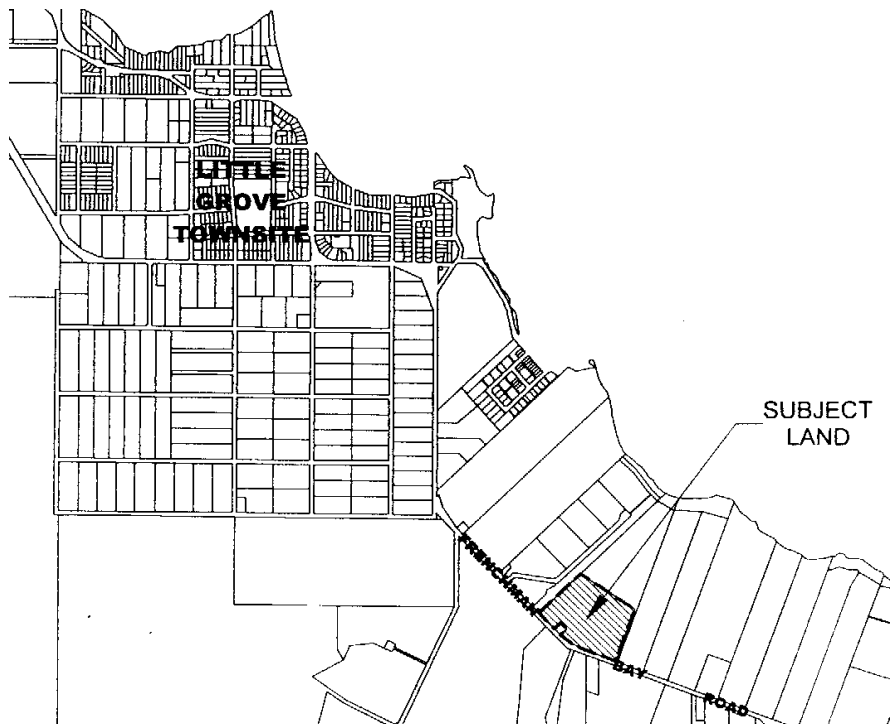 LITTLE
GROVE
TOWNSITE
SUBJECT
LAND
FRENCHMAN BAY ROAD